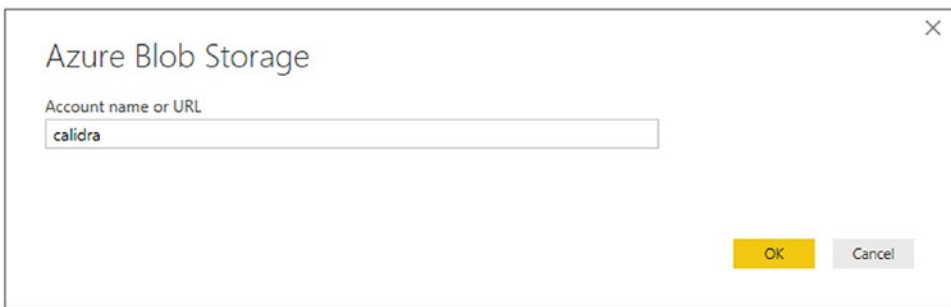 Azure Blob Storage
Account name or URL
calidra
OK Cancel